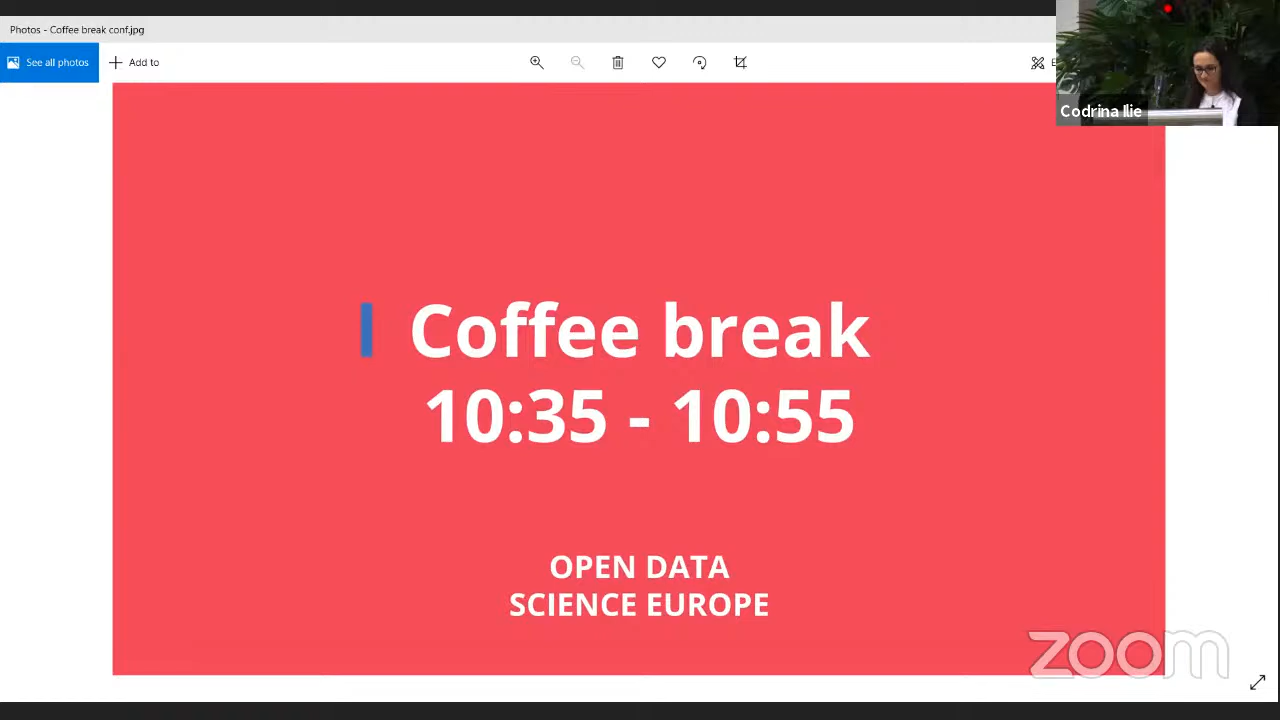 Photos - Coffee break conf.jpg
See all photos
Add to
Codrina Ilie
Coffee break
10:35 - 10:55
OPEN DATA
SCIENCE EUROPE
zoom